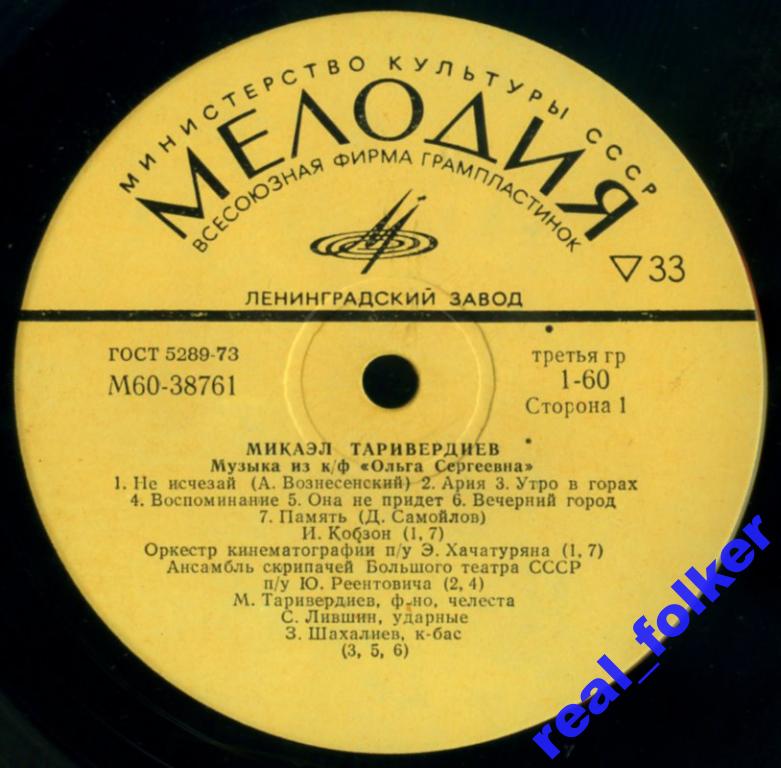 МИНИСТЕРСТВО КУЛЬТУРЫ СССР
МЕЛОДИЯ
ВСЕСОЮЗНАЯ ФИРМА ГРАМПЛАСТИНОК
▽33
ЛЕНИНГРАДСКИЙ ЗАВОД
ГОСТ 5289-73
М60-38761
третья гр
1-60
Сторона 1
МИКАЭЛ ТАРИВЕРДИЕВ
Музыка из к/ф «Ольга Сергеевна»
1. Не исчезай (А. Вознесенский) 2. Ария 3. Утро в горах
4. Воспоминание 5. Она не придет 6. Вечерний город
7. Память (Д. Самойлов)
И. Кобзон (1, 7)
Оркестр кинематографии п/у Э. Хачатуряна (1, 7)
Ансамбль скрипачей Большого театра СССР
п/у Ю. Реентовича (2, 4)
М. Таривердиев, ф-но, челеста
С. Лившин, ударные
З. Шахалиев, к-бас
(3, 5, 6)
real_folker